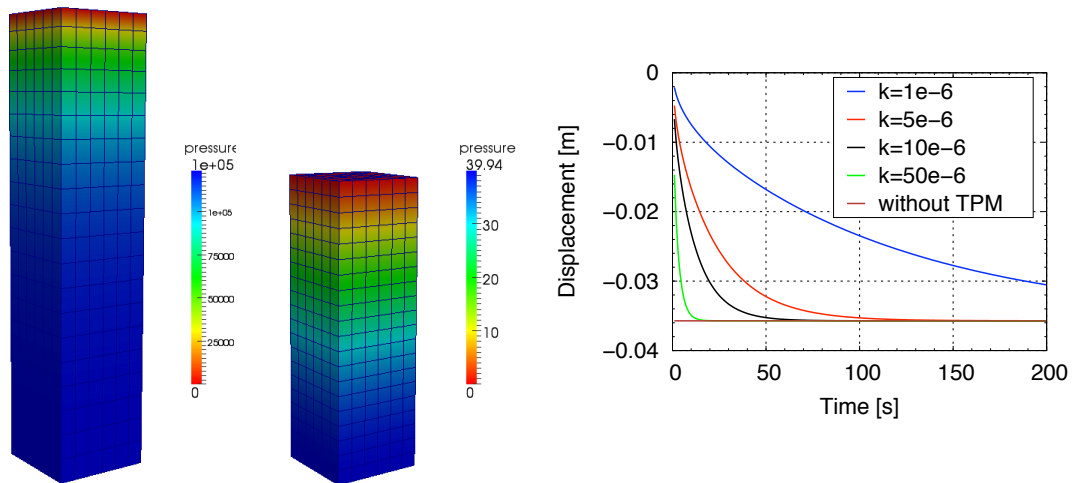 pressure
1e+05
1e+05
75000
50000
25000
0
pressure
39.94
30
20
10
0
0
−0.01
−0.02
−0.03
−0.04
Displacement [m]
k=1e−6
k=5e−6
k=10e−6
k=50e−6
without TPM
0
50
100
150
200
Time [s]